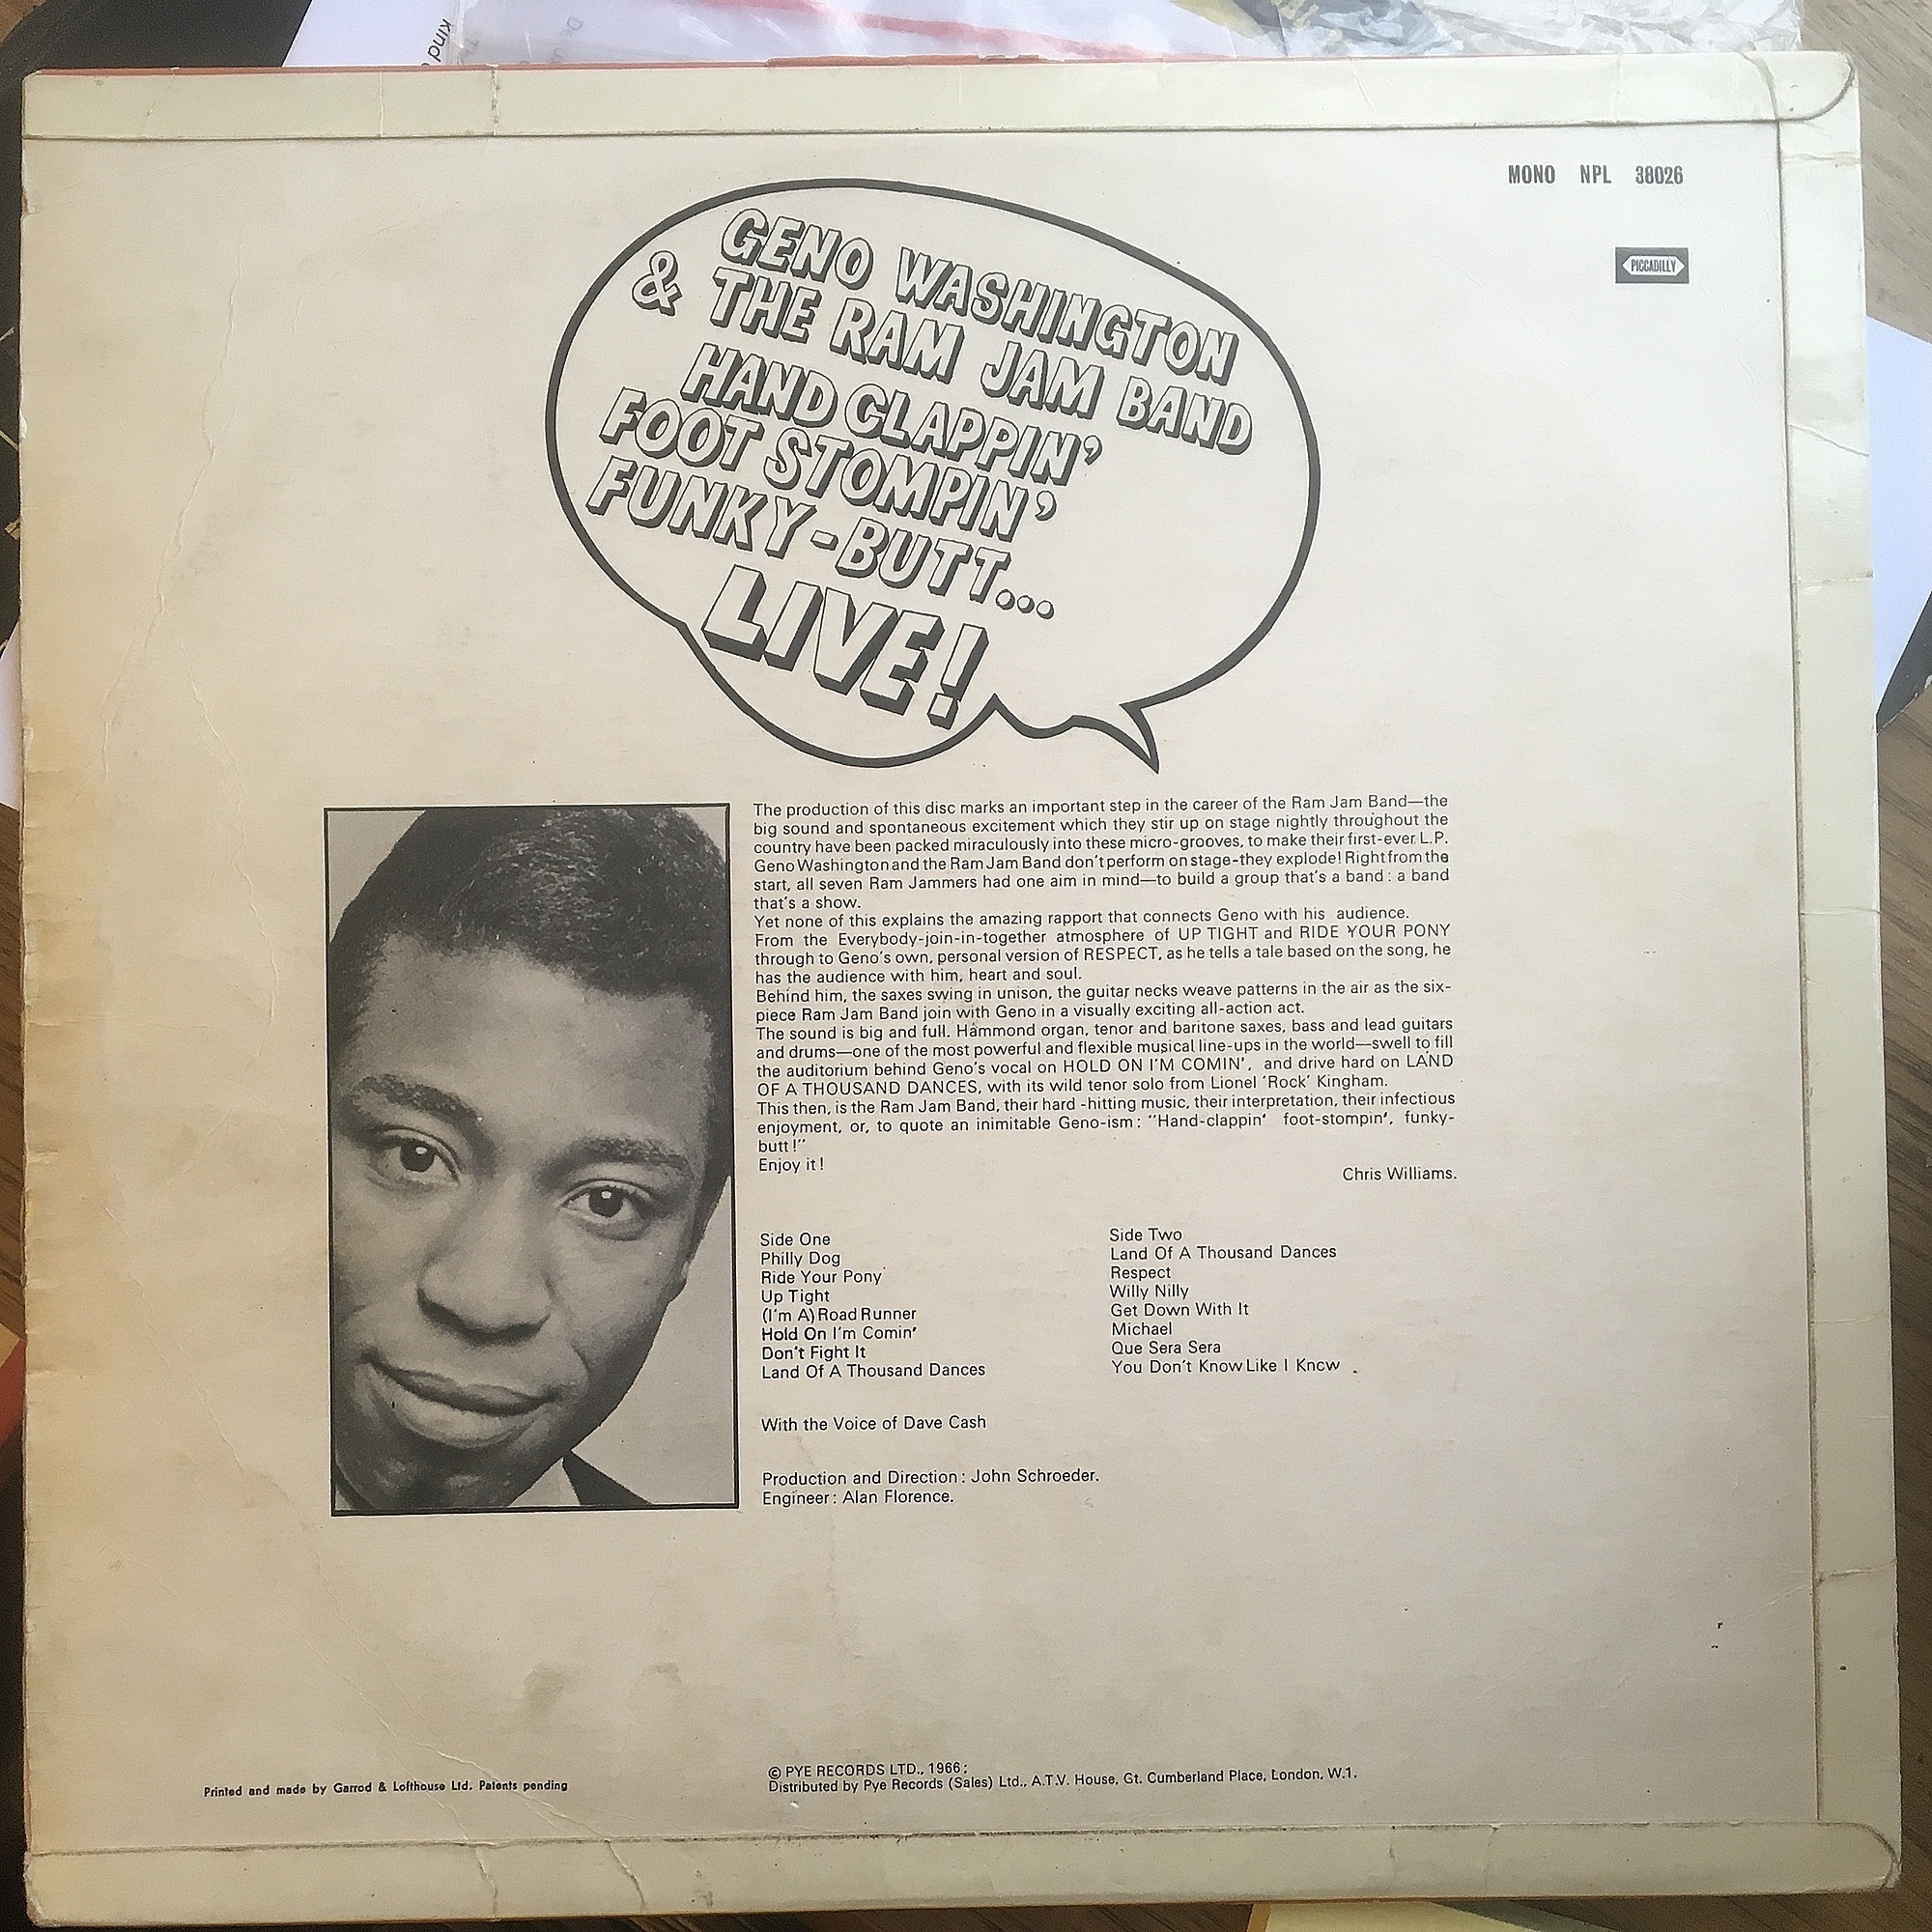 Kind
MONO NPL 38026
PICCADILLY
GENO WASHINGTON
& THE RAM JAM BAND
HAND CLAPPIN'
FOOT STOMPIN'
FUNKY-BUTT...
LIVE!
The production of this disc marks an important step in the career of the Ram Jam Band—the
big sound and spontaneous excitement which they stir up on stage nightly throughout the
country have been packed miraculously into these micro-grooves, to make their first-ever L.P.
Geno Washington and the Ram Jam Band don't perform on stage-they explode! Right from the
start, all seven Ram Jammers had one aim in mind—to build a group that's a band: a band
that's a show.
Yet none of this explains the amazing rapport that connects Geno with his audience.
From the Everybody-join-in-together atmosphere of UP TIGHT and RIDE YOUR PONY
through to Geno's own, personal version of RESPECT, as he tells a tale based on the song, he
has the audience with him, heart and soul.
Behind him, the saxes swing in unison, the guitar necks weave patterns in the air as the six-
piece Ram Jam Band join with Geno in a visually exciting all-action act.
The sound is big and full. Hammond organ, tenor and baritone saxes, bass and lead guitars
and drums—one of the most powerful and flexible musical line-ups in the world—swell to fill
the auditorium behind Geno's vocal on HOLD ON I'M COMIN', and drive hard on LAND
OF A THOUSAND DANCES, with its wild tenor solo from Lionel 'Rock' Kingham.
This then, is the Ram Jam Band, their hard -hitting music, their interpretation, their infectious
enjoyment, or, to quote an inimitable Geno-ism: "Hand-clappin' foot-stompin', funky-
butt!"
Enjoy it!
Chris Williams.
Side One
Philly Dog
Ride Your Pony
Up Tight
(I'm A) Road Runner
Hold On I'm Comin'
Don't Fight It
Land Of A Thousand Dances
Side Two
Land Of A Thousand Dances
Respect
Willy Nilly
Get Down With It
Michael
Que Sera Sera
You Don't Know Like I Know
With the Voice of Dave Cash
Production and Direction: John Schroeder.
Engineer: Alan Florence.
Printed and made by Garrod & Lofthouse Ltd. Patents pending
© PYE RECORDS LTD., 1966;
Distributed by Pye Records (Sales) Ltd., A.T.V. House, Gt. Cumberland Place, London, W.1.